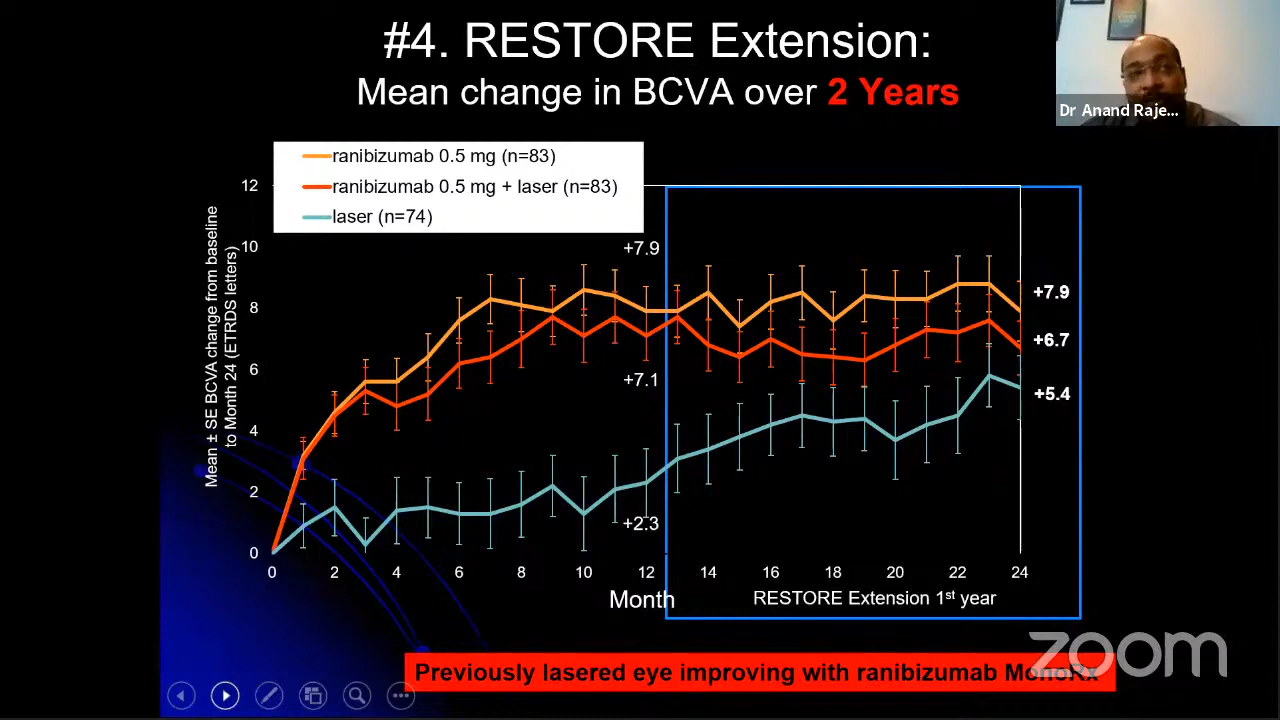 #4. RESTORE Extension:
Mean change in BCVA over 2 Years
Dr Anand Raje...
ranibizumab 0.5 mg (n=83)
ranibizumab 0.5 mg + laser (n=83)
laser (n=74)
Mean ± SE BCVA change from baseline
to Month 24 (ETRDS letters)
12
10
8
6
4
2
0
+7.9
+7.1
+2.3
+7.9
+6.7
+5.4
0 2 4 6 8 10 12 14 16 18 20 22 24
Month
RESTORE Extension 1st year
Previously lasered eye improving with ranibizumab MonoRx
zoom